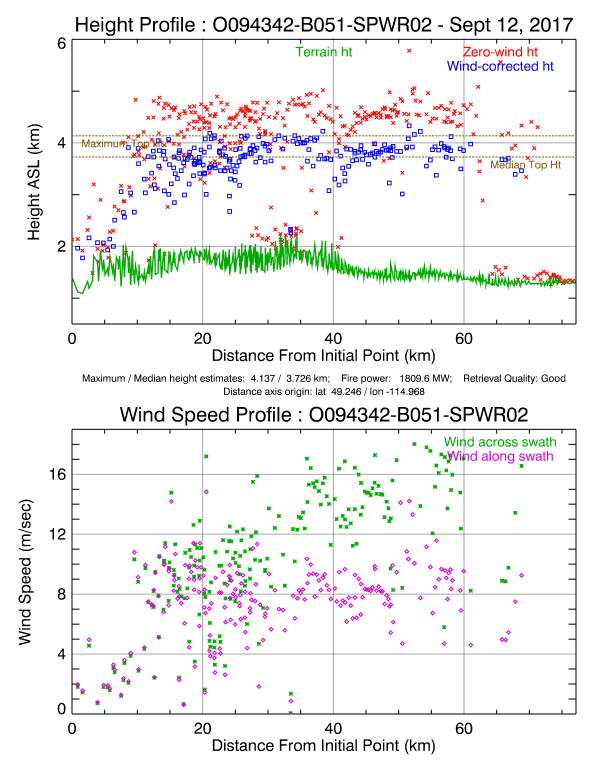 Height Profile : O094342-B051-SPWR02 - Sept 12, 2017
Terrain ht
Zero-wind ht
Wind-corrected ht
Maximum Top Ht
Median Top Ht
Height ASL (km)
6
4
2
0
20
40
60
Distance From Initial Point (km)
Maximum / Median height estimates: 4.137 / 3.726 km; Fire power: 1809.6 MW; Retrieval Quality: Good
Distance axis origin: lat 49.246 / lon -114.968
Wind Speed Profile : O094342-B051-SPWR02
Wind across swath
Wind along swath
Wind Speed (m/sec)
16
12
8
4
0
0
20
40
60
Distance From Initial Point (km)